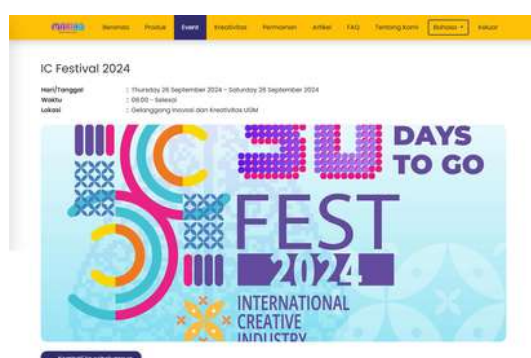 Beranda Produk Event Kreativitas Permainan Artikel FAQ Tentang Kami Bahasa Keluar
IC Festival 2024
Hari/Tanggal : Thursday 26 September 2024 - Saturday 28 September 2024
Waktu : 09:00 - Selesai
Lokasi : Gelanggang Inovasi dan Kreativitas UGM
50 DAYS
TO GO
FEST
2024
INTERNATIONAL
CREATIVE
INDUSTRY